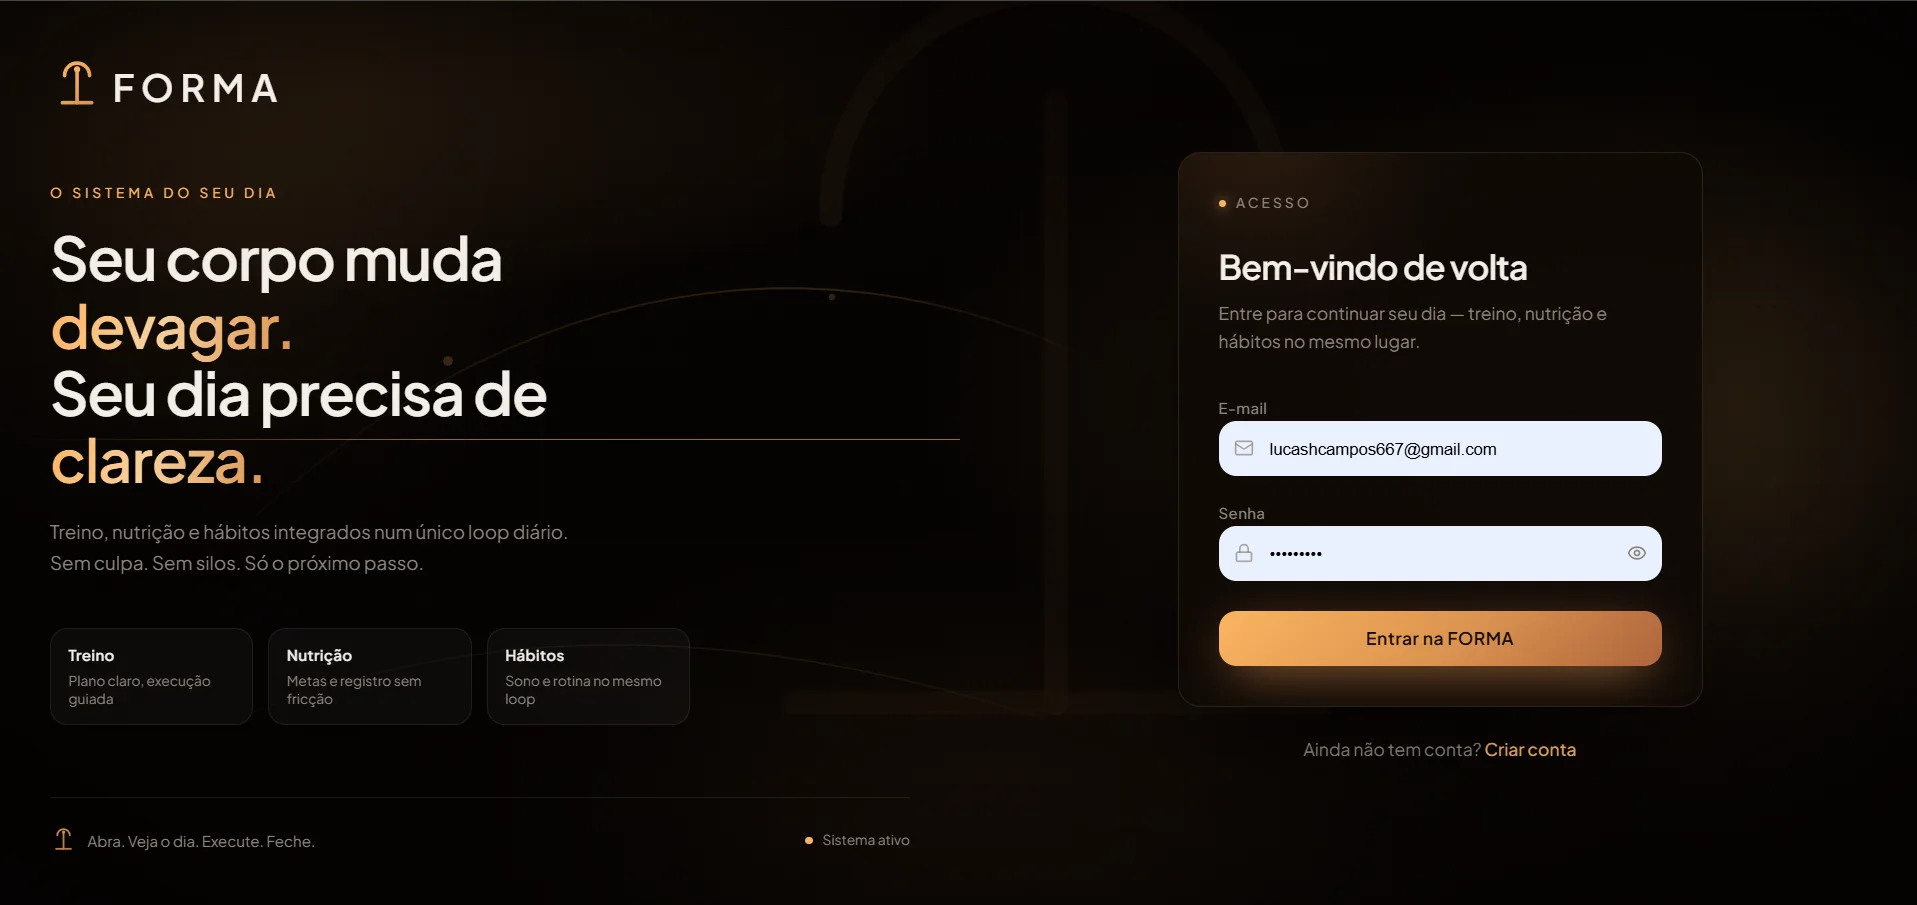 FORMA
O SISTEMA DO SEU DIA
Seu corpo muda
devagar.
Seu dia precisa de
clareza.
Treino, nutrição e hábitos integrados num único loop diário.
Sem culpa. Sem silos. Só o próximo passo.
Treino
Plano claro, execução
guiada
Nutrição
Metas e registro sem
fricção
Hábitos
Sono e rotina no mesmo
loop
Abra. Veja o dia. Execute. Feche.
Sistema ativo
ACESSO
Bem-vindo de volta
Entre para continuar seu dia — treino, nutrição e
hábitos no mesmo lugar.
E-mail
lucashcampos667@gmail.com
Senha
•••••••••
Entrar na FORMA
Ainda não tem conta? Criar conta